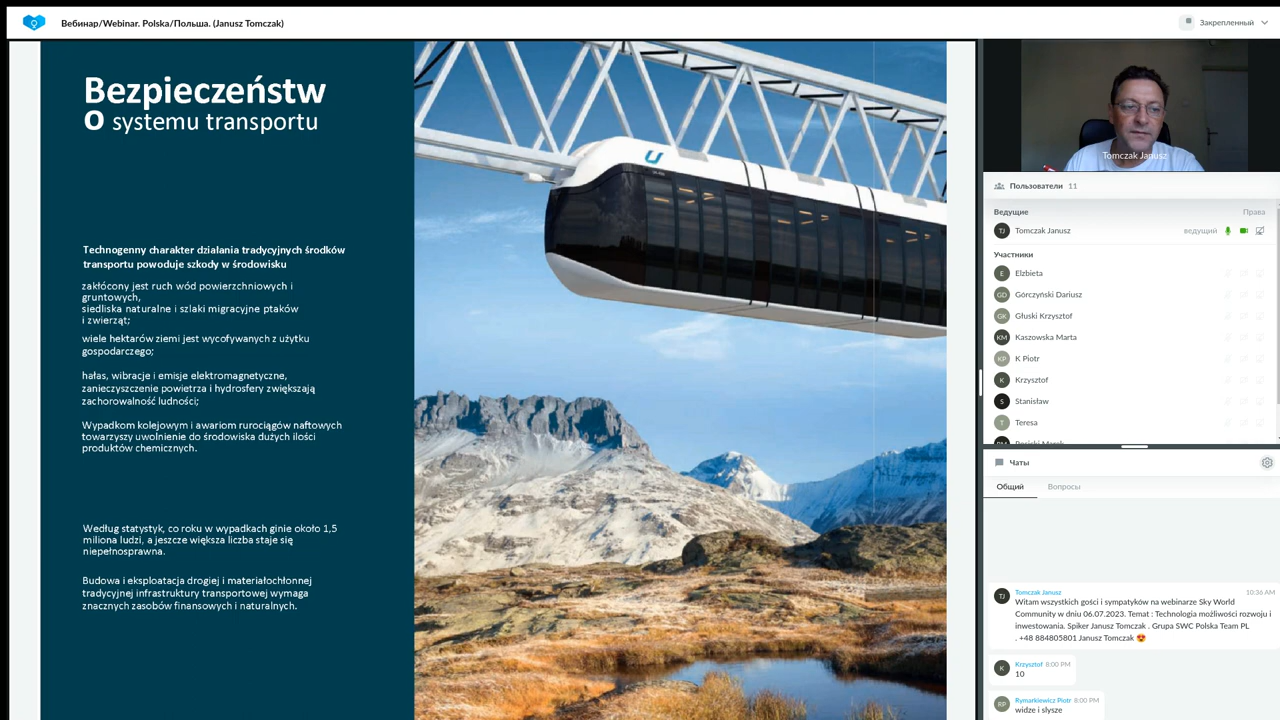 Вебинар/Webinar. Polska/Польша. (Janusz Tomczak)
Закрепленный
Bezpieczeństw
o systemu transportu
Technogenny charakter działania tradycyjnych środków
transportu powoduje szkody w środowisku
zakłócony jest ruch wód powierzchniowych i
gruntowych,
siedliska naturalne i szlaki migracyjne ptaków
i zwierząt;
wiele hektarów ziemi jest wycofywanych z użytku
gospodarczego;
hałas, wibracje i emisje elektromagnetyczne,
zanieczyszczenie powietrza i hydrosfery zwiększają
zachorowalność ludności;
Wypadkom kolejowym i awariom rurociągów naftowych
towarzyszy uwolnienie do środowiska dużych ilości
produktów chemicznych.
Według statystyk, co roku w wypadkach ginie około 1,5
miliona ludzi, a jeszcze większa liczba staje się
niepełnosprawna.
Budowa i eksploatacja drogiej i materiałochłonnej
tradycyjnej infrastruktury transportowej wymaga
znacznych zasobów finansowych i naturalnych.
Tomczak Janusz
Пользователи 11
Ведущие Права
TJ Tomczak Janusz ведущий
Участники
E Elzbieta
GD Górczyński Dariusz
GK Głuski Krzysztof
KM Kaszowska Marta
KP K Piotr
K Krzysztof
S Stanisław
T Teresa
Чаты
Общий Вопросы
TJ Tomczak Janusz 10:36 AM
Witam wszystkich gości i sympatyków na webinarze Sky World
Community w dniu 06.07.2023. Temat : Technologia możliwości rozwoju i
inwestowania. Spiker Janusz Tomczak . Grupa SWC Polska Team PL
. +48 884805801 Janusz Tomczak 😍
K Krzysztof 8:00 PM
10
RP Rymarkiewicz Piotr 8:00 PM
widze i slysze